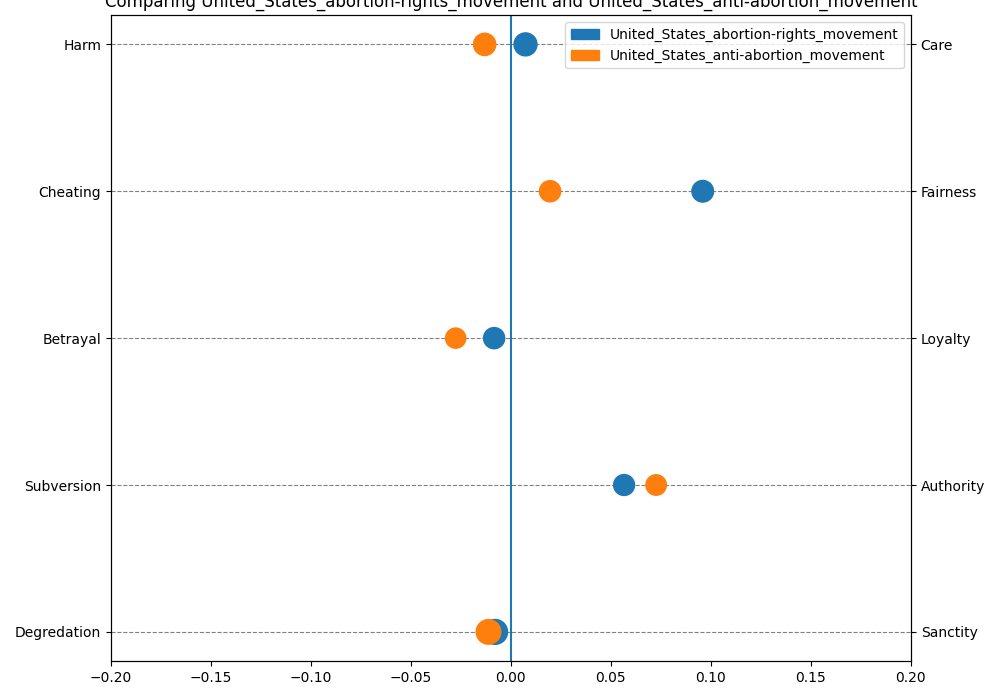 Comparing United_States_abortion-rights_movement and United_States_anti-abortion_movement
United_States_abortion-rights_movement
United_States_anti-abortion_movement
Harm Care
Cheating Fairness
Betrayal Loyalty
Subversion Authority
Degredation Sanctity
−0.20 −0.15 −0.10 −0.05 0.00 0.05 0.10 0.15 0.20